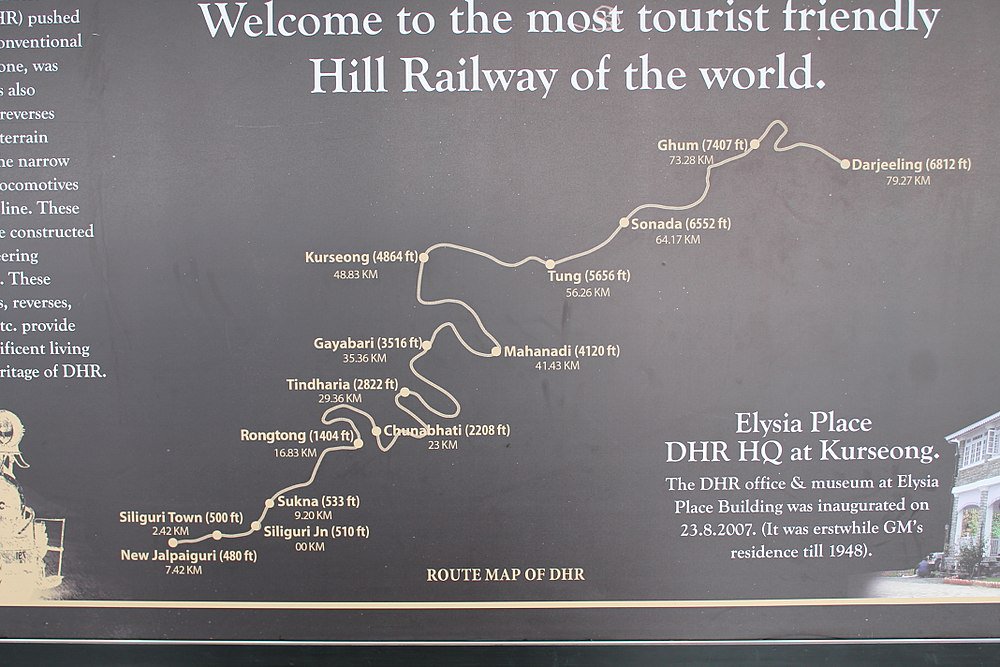 HR) pushed
onventional
one, was
s also
reverses
terrain
he narrow
ocomotives
line. These
e constructed
eering
. These
s, reverses,
tc. provide
ificent living
ritage of DHR.
Welcome to the most tourist friendly
Hill Railway of the world.
Ghum (7407 ft)
73.28 KM
Darjeeling (6812 ft)
79.27 KM
Sonada (6552 ft)
64.17 KM
Kurseong (4864 ft)
48.83 KM
Tung (5656 ft)
56.26 KM
Gayabari (3516 ft)
35.36 KM
Mahanadi (4120 ft)
41.43 KM
Tindharia (2822 ft)
29.36 KM
Chunabhati (2208 ft)
23 KM
Rongtong (1404 ft)
16.83 KM
Sukna (533 ft)
9.20 KM
Siliguri Town (500 ft)
2.42 KM
Siliguri Jn (510 ft)
00 KM
New Jalpaiguri (480 ft)
7.42 KM
ROUTE MAP OF DHR
Elysia Place
DHR HQ at Kurseong.
The DHR office & museum at Elysia
Place Building was inaugurated on
23.8.2007. (It was erstwhile GM's
residence till 1948).